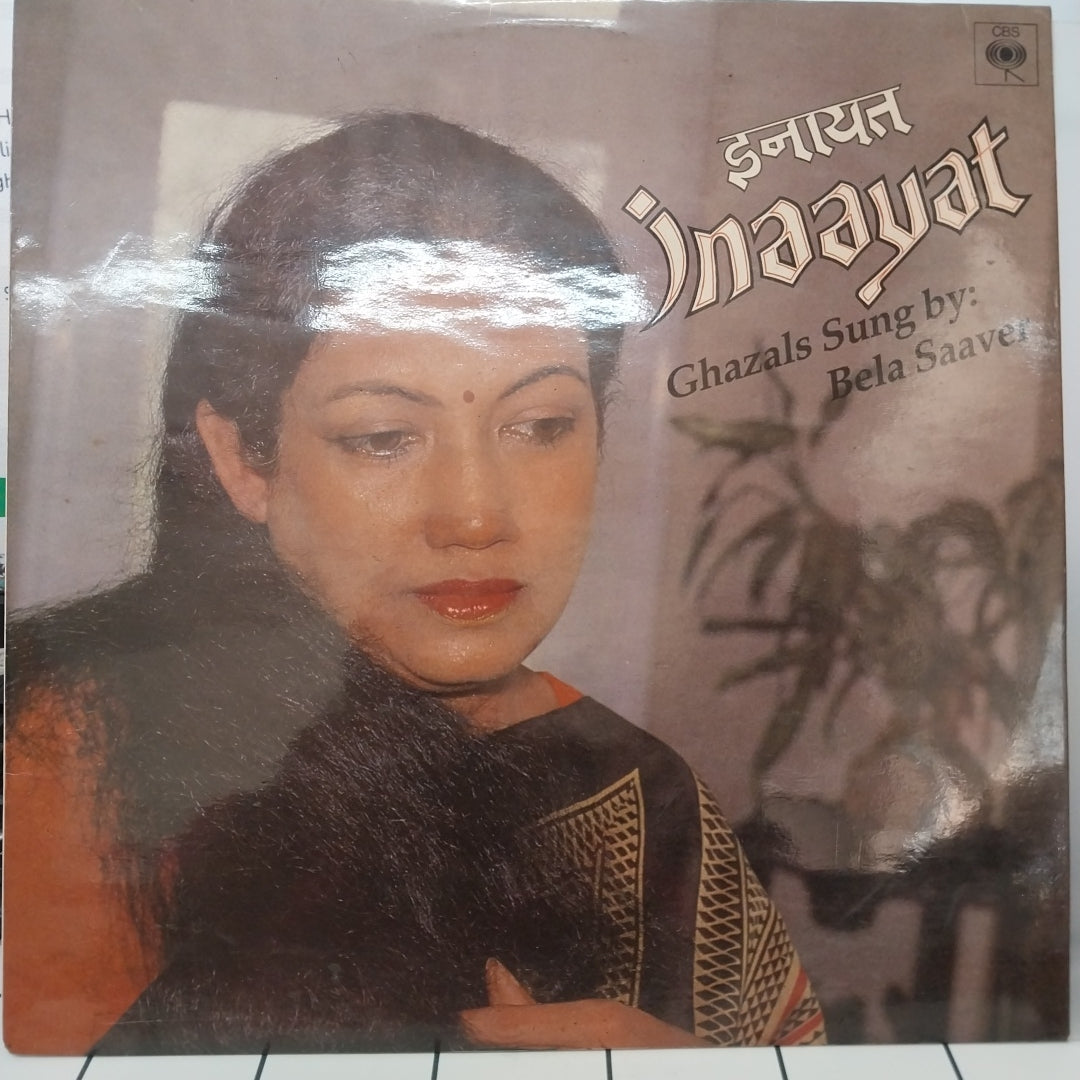 CBS
इनायत
inaayat
Ghazals Sung by:
Bela Saaver